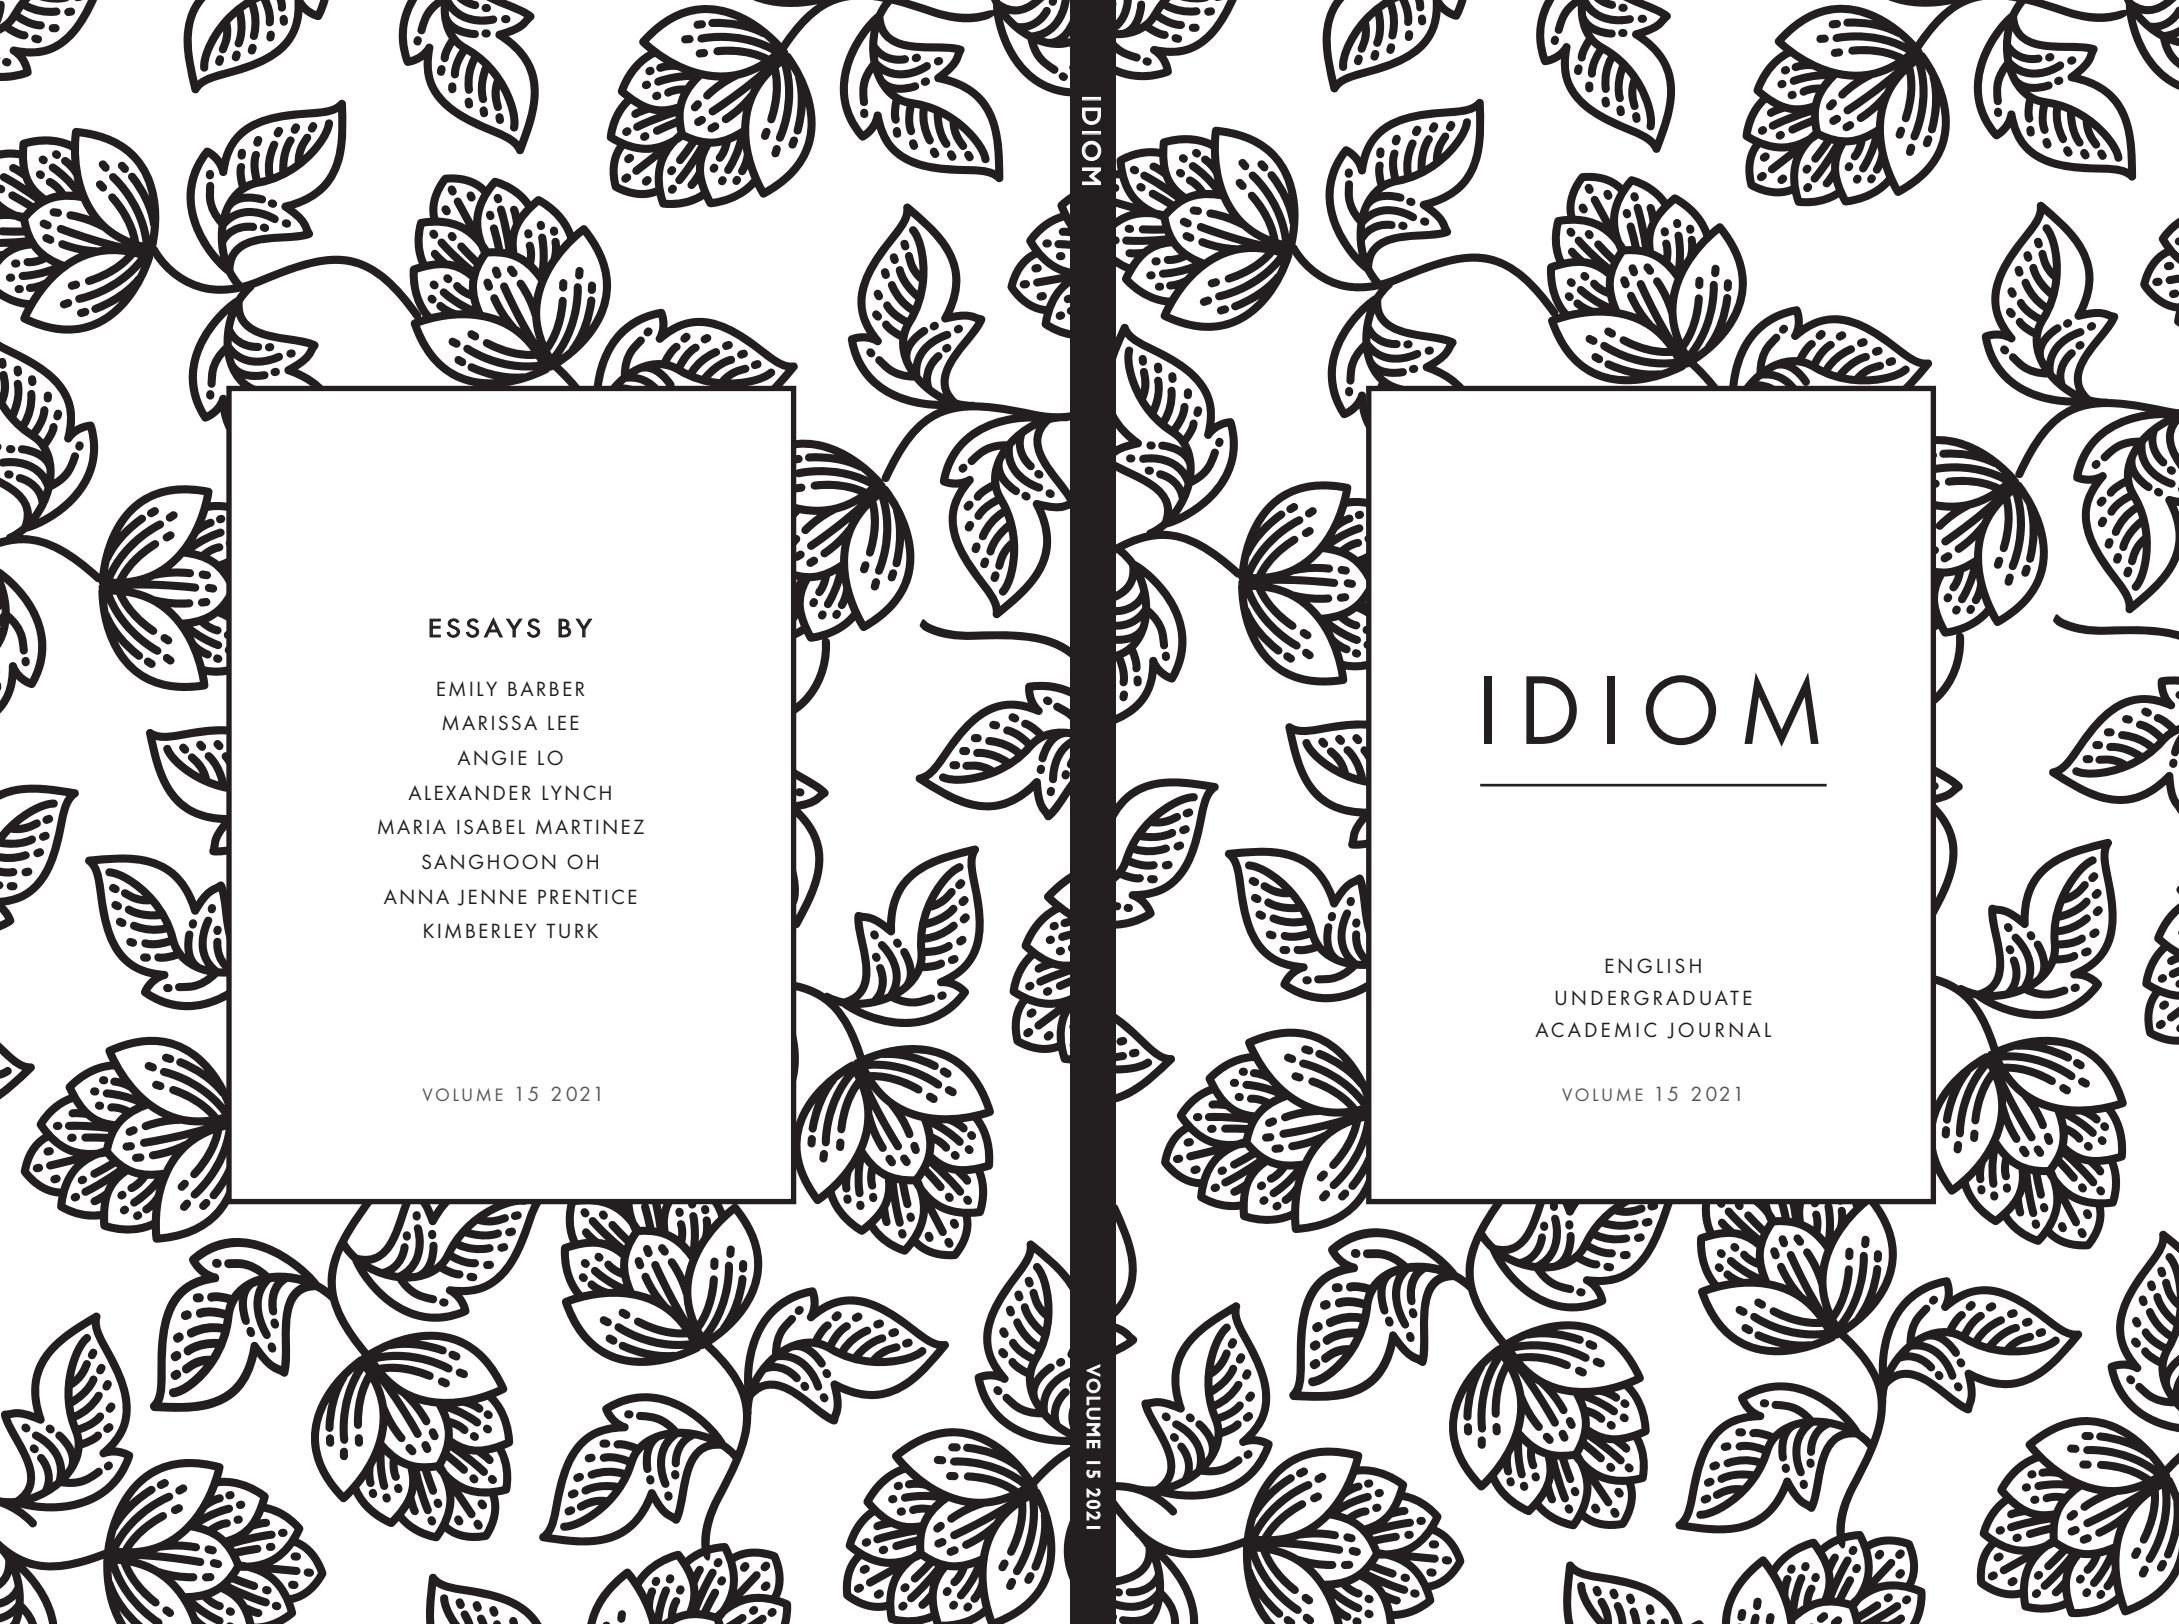 ESSAYS BY
EMILY BARBER
MARISSA LEE
ANGIE LO
ALEXANDER LYNCH
MARIA ISABEL MARTINEZ
SANGHOON OH
ANNA JENNE PRENTICE
KIMBERLEY TURK
VOLUME 15 2021
IDIOM
VOLUME 15 2021
IDIOM
ENGLISH
UNDERGRADUATE
ACADEMIC JOURNAL
VOLUME 15 2021